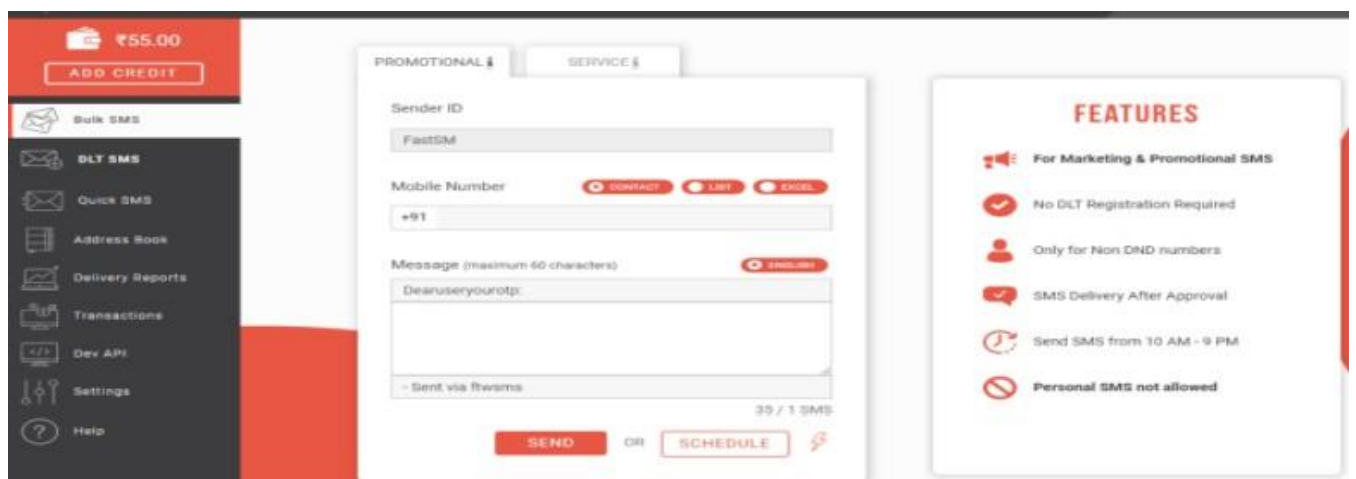 ₹55.00
ADD CREDIT
Bulk SMS
DLT SMS
Quick SMS
Address Book
Delivery Reports
Transactions
Dev API
Settings
Help
PROMOTIONAL
SERVICE
Sender ID
FastSM
Mobile Number
CONTACT
LIST
EXCEL
+91
Message (maximum 60 characters)
ENGLISH
Dearuseryourotp:
- Sent via ftwsms
35 / 1 SMS
SEND OR SCHEDULE
FEATURES
For Marketing & Promotional SMS
No DLT Registration Required
Only for Non DND numbers
SMS Delivery After Approval
Send SMS from 10 AM - 9 PM
Personal SMS not allowed